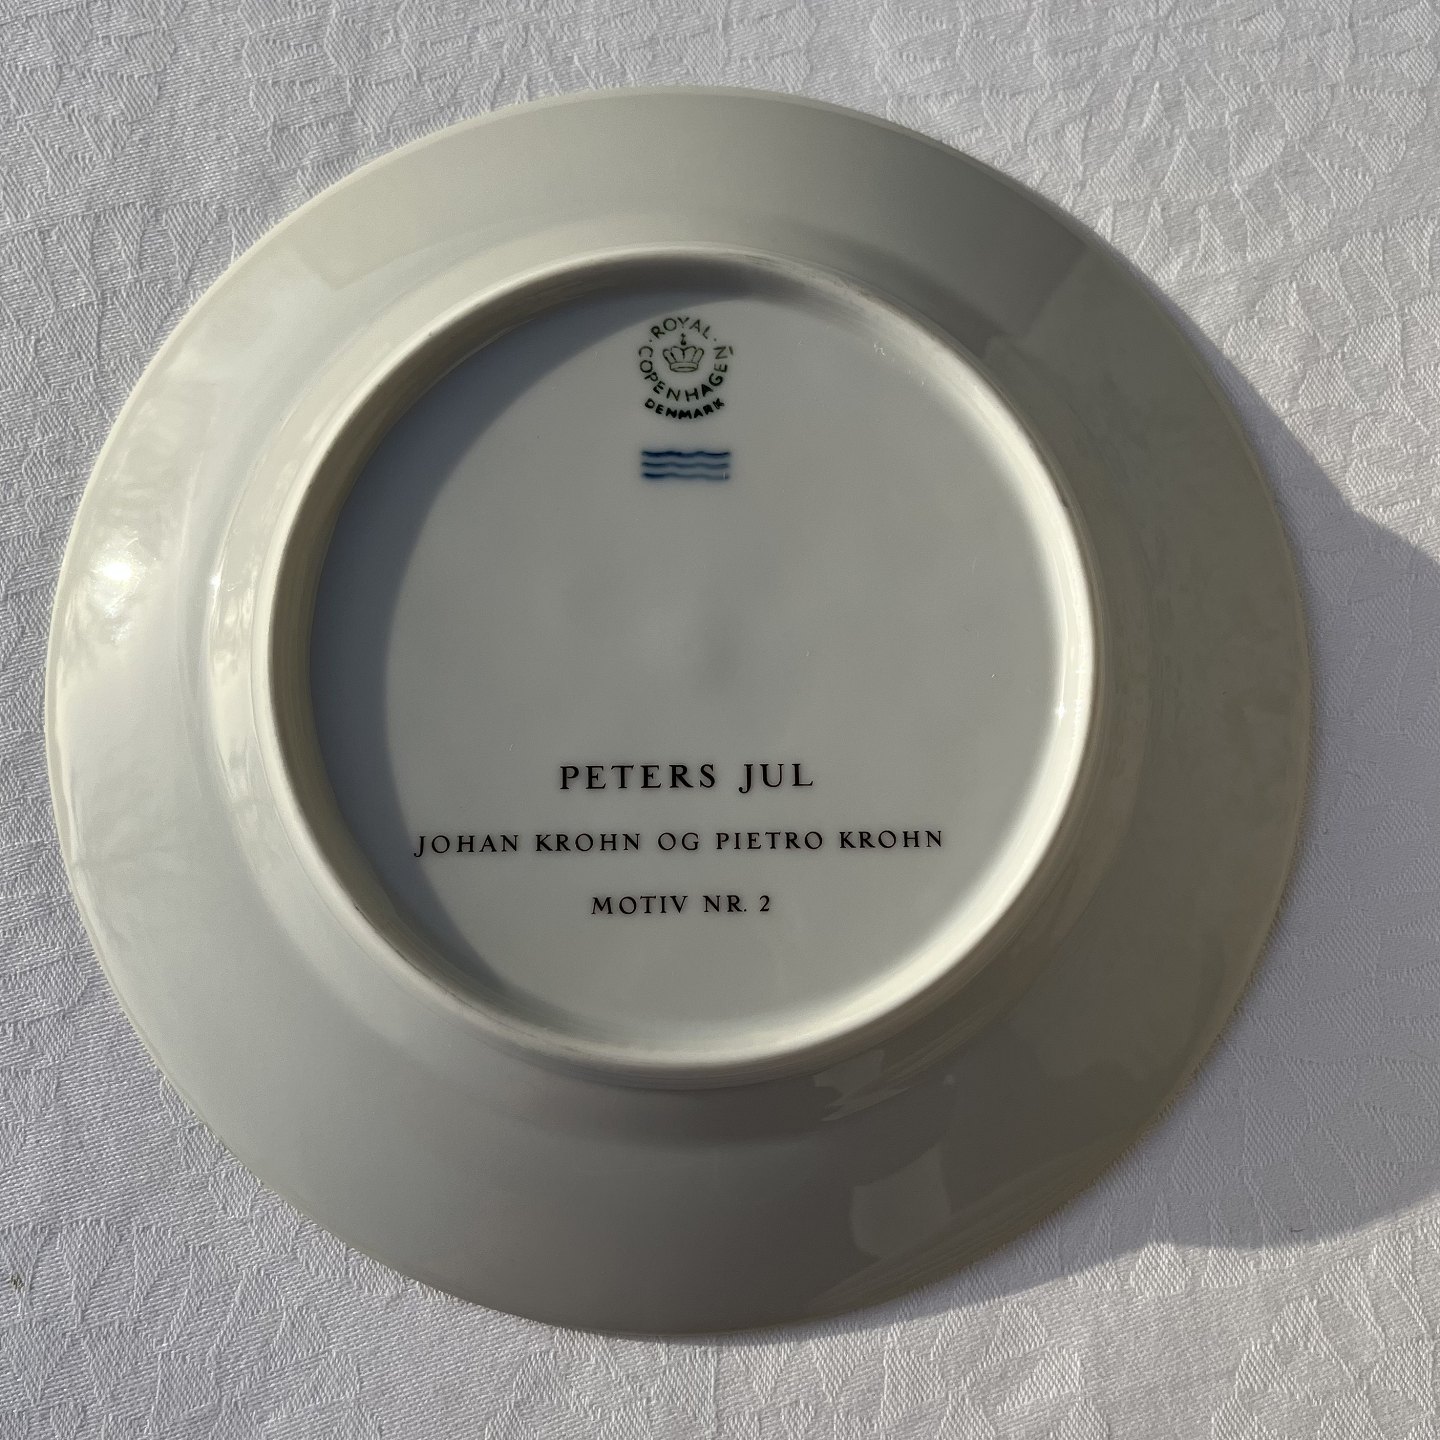 ROYAL COPENHAGEN
DENMARK
PETERS JUL
JOHAN KROHN OG PIETRO KROHN
MOTIV NR. 2